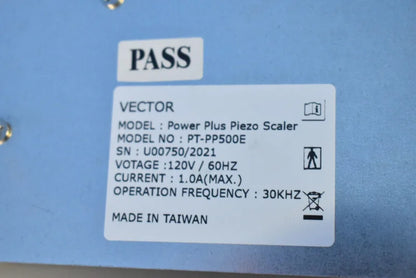 PASS
VECTOR
MODEL : Power Plus Piezo Scaler
MODEL NO : PT-PP500E
SN : U00750/2021
VOTAGE :120V / 60HZ
CURRENT : 1.0A(MAX.)
OPERATION FREQUENCY : 30KHZ
MADE IN TAIWAN